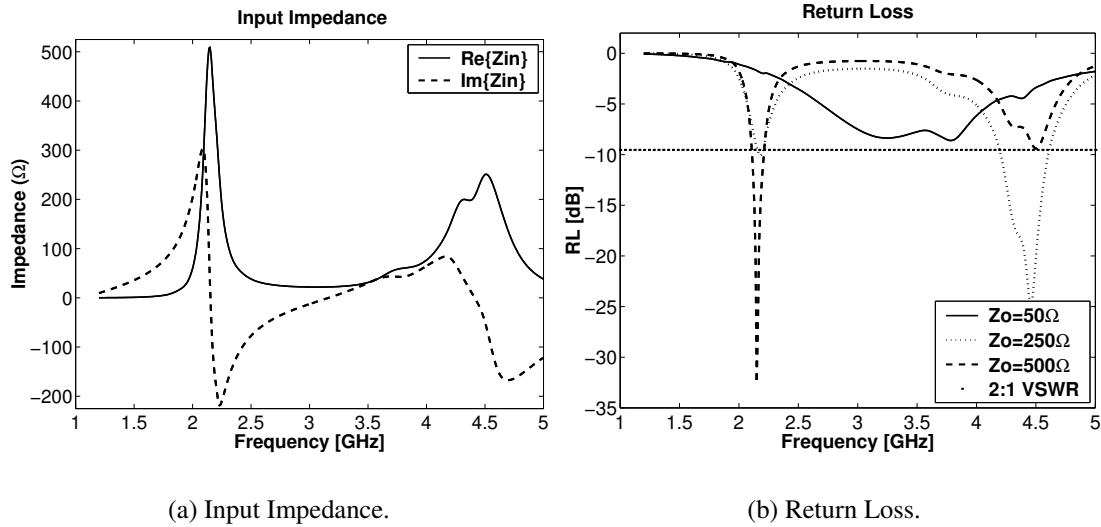 Input Impedance
500
400
300
200
100
0
−100
−200
Impedance (Ω)
Re{Zin}
Im{Zin}
1 1.5 2 2.5 3 3.5 4 4.5 5
Frequency [GHz]
(a) Input Impedance.
Return Loss
0
−5
−10
−15
−20
−25
−30
−35
RL [dB]
Zo=50Ω
Zo=250Ω
Zo=500Ω
2:1 VSWR
1 1.5 2 2.5 3 3.5 4 4.5 5
Frequency [GHz]
(b) Return Loss.